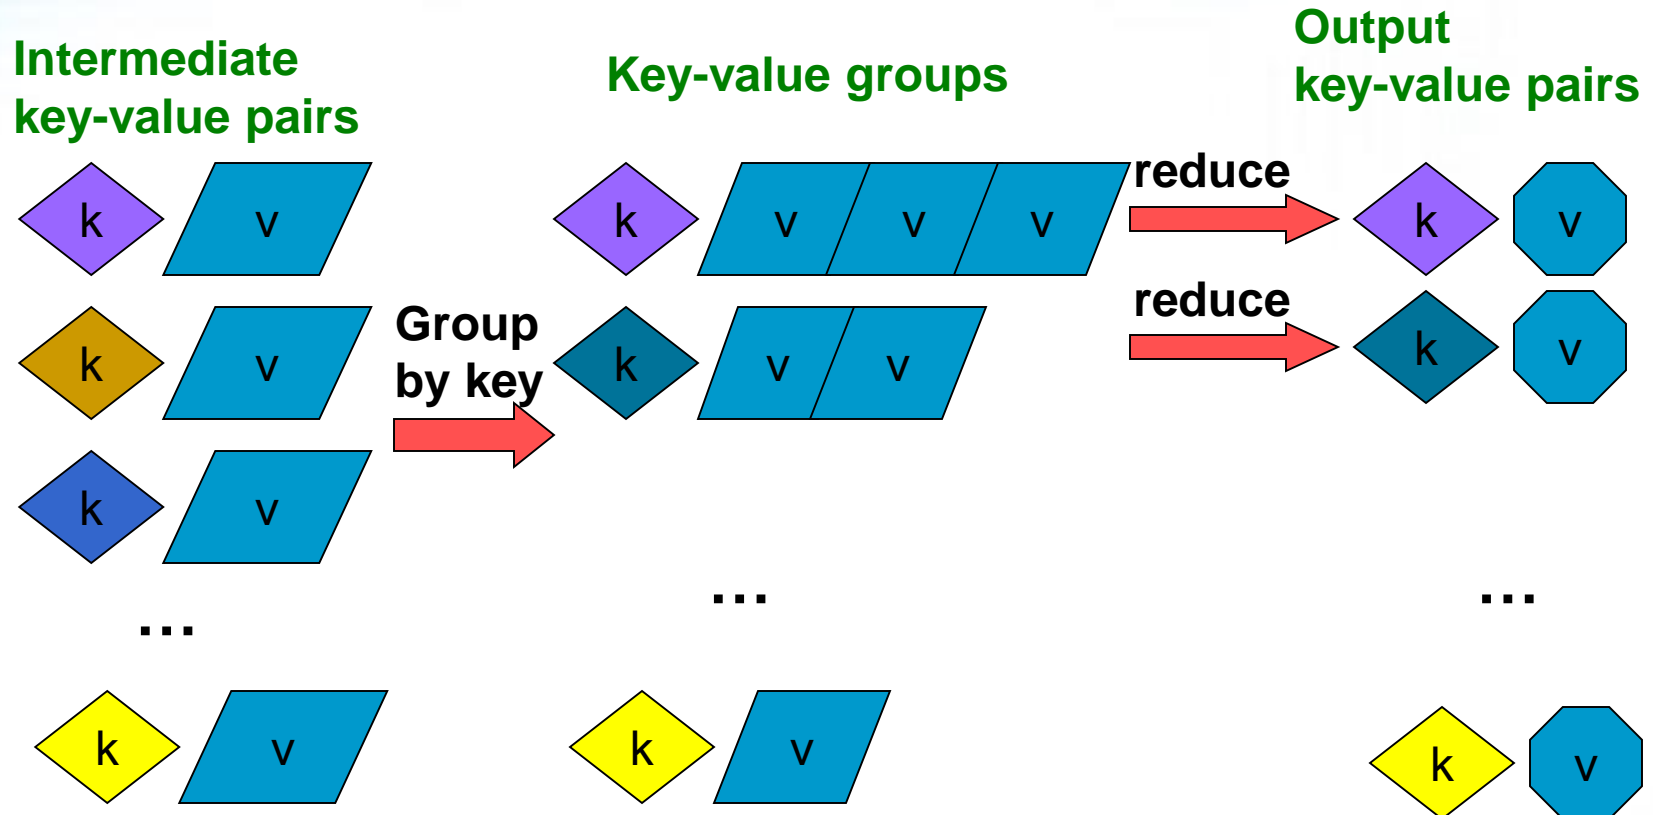 Intermediate
key-value pairs
Key-value groups
Output
key-value pairs
k v
k v v v
reduce
k v
k v
Group
by key
k v v
reduce
k v
k v
...
...
...
k v
k v
k v